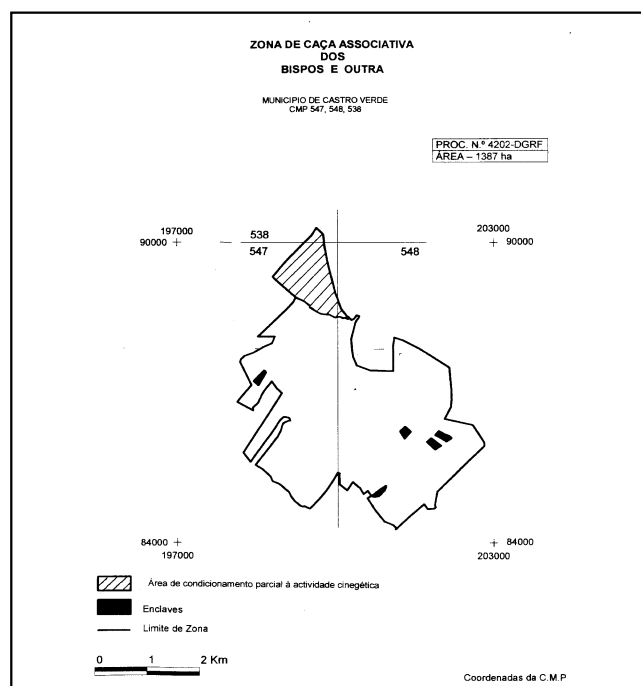 ZONA DE CAÇA ASSOCIATIVA
DOS
BISPOS E OUTRA
MUNICIPIO DE CASTRO VERDE
CMP 547, 548, 538
PROC. N.º 4202-DGRF
ÁREA – 1387 ha
197000
203000
90000
538
90000
547
548
84000
84000
197000
203000
Área de condicionamento parcial à actividade cinegética
Enclaves
Limite de Zona
0 1 2 Km
Coordenadas da C.M.P